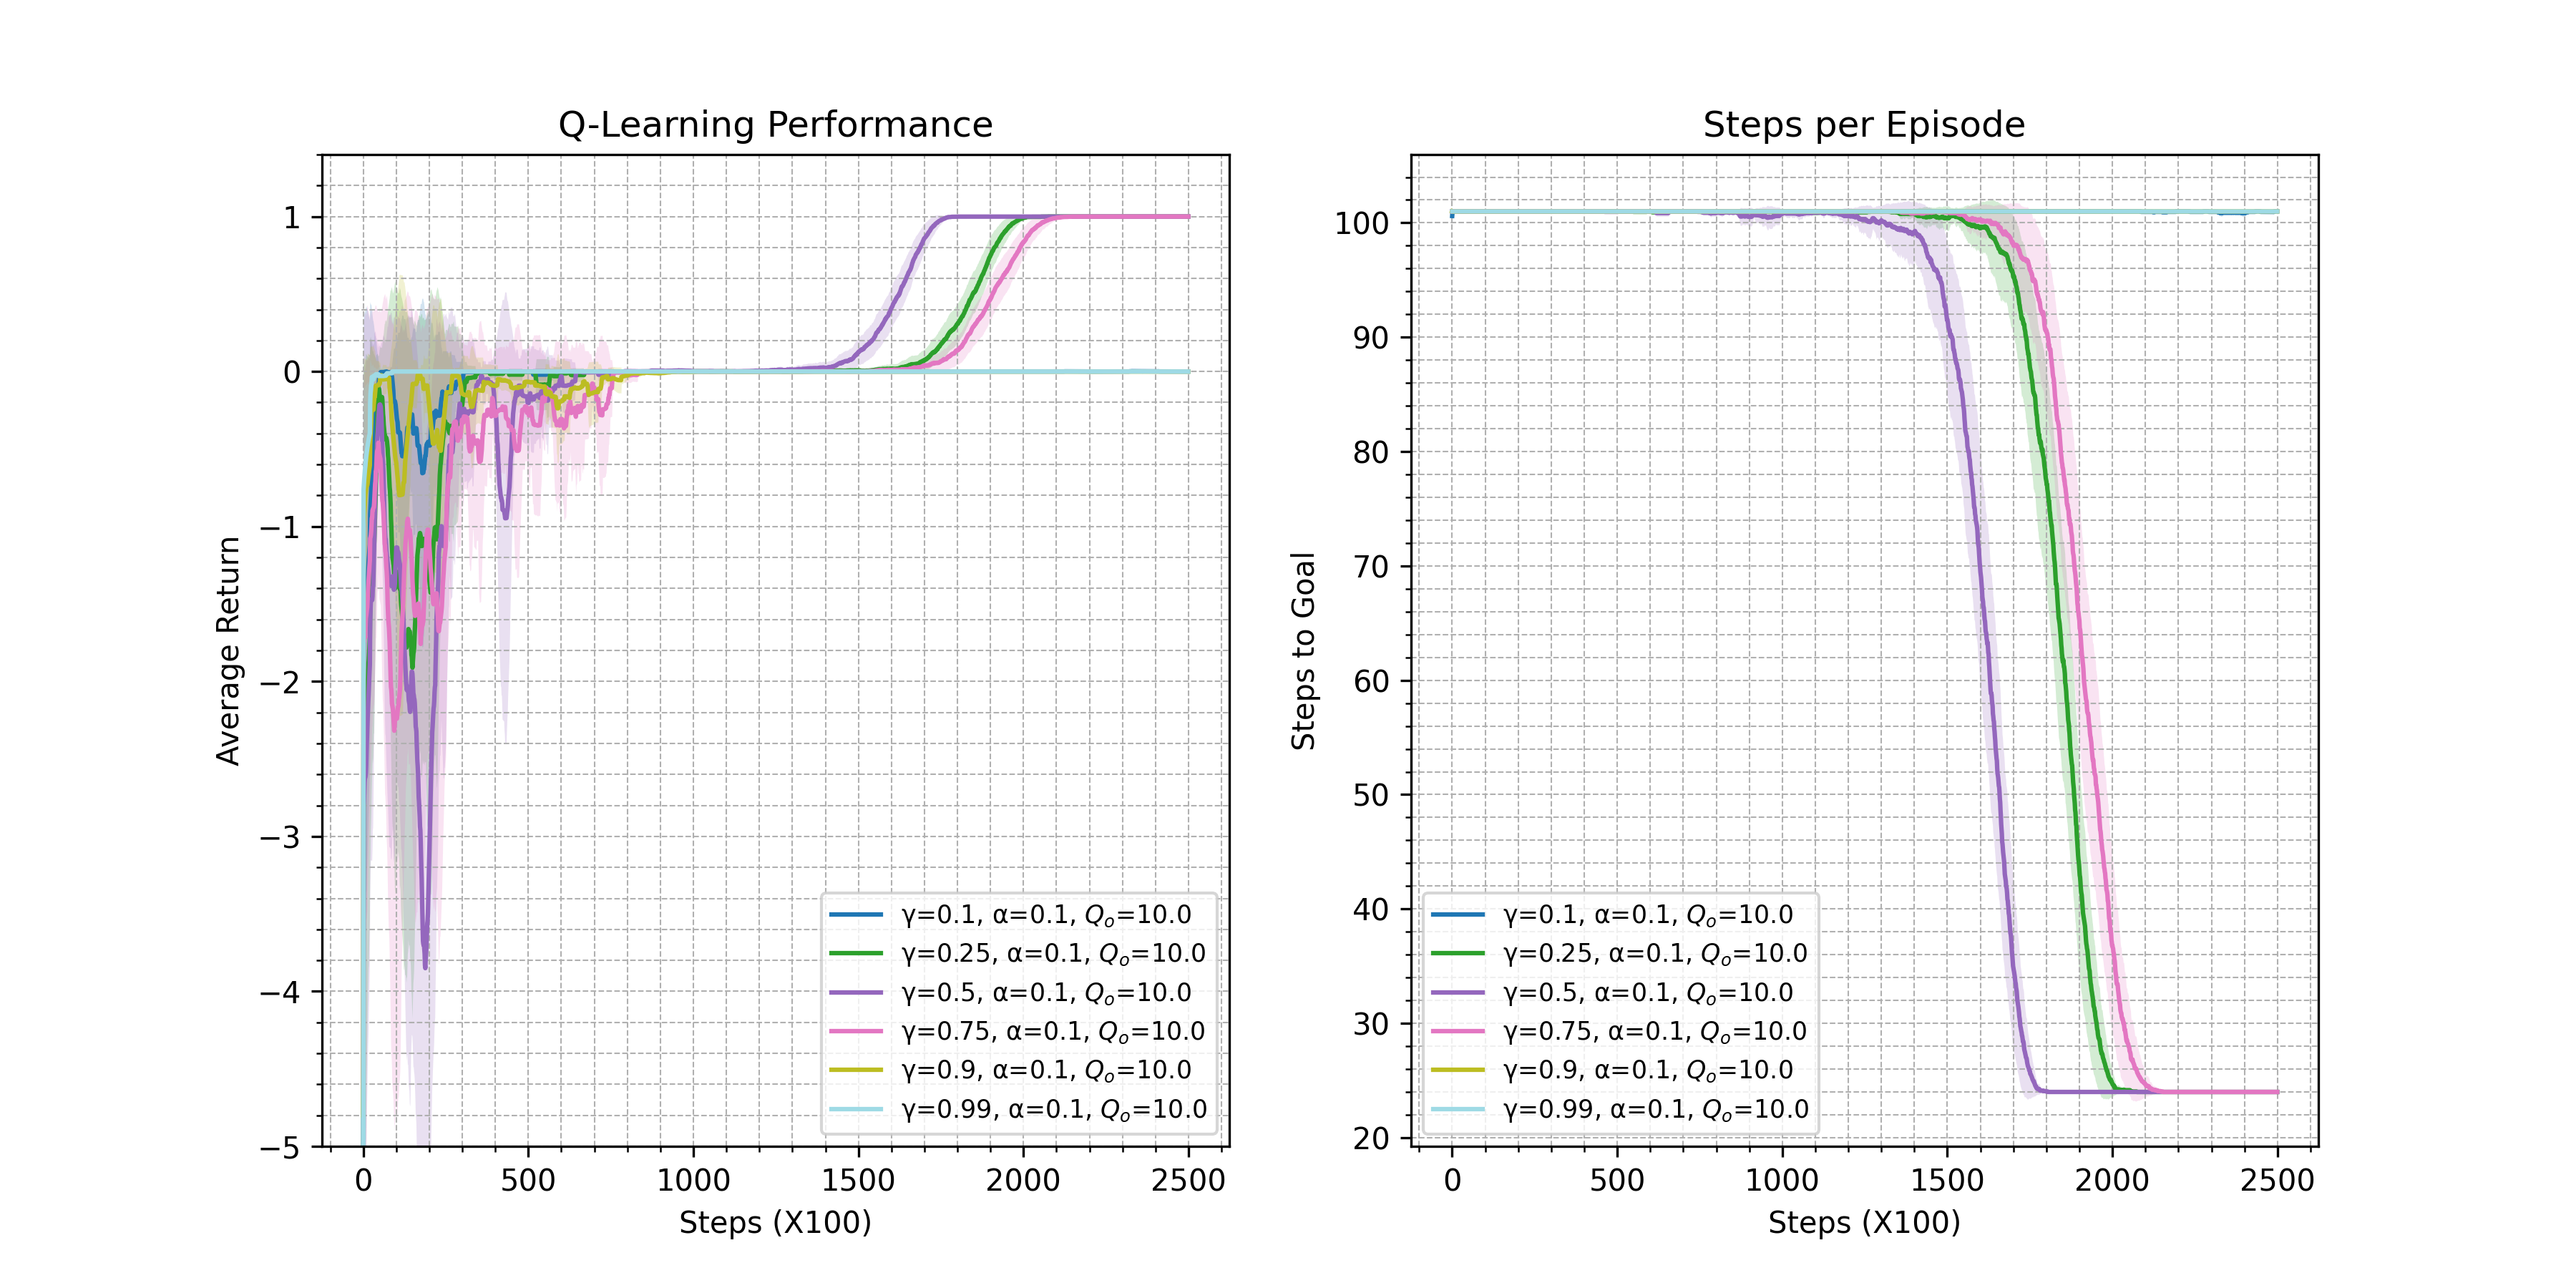 Q-Learning Performance
1
0
−1
−2
−3
−4
−5
Average Return
0 500 1000 1500 2000 2500
Steps (X100)
γ=0.1, α=0.1, Qo=10.0
γ=0.25, α=0.1, Qo=10.0
γ=0.5, α=0.1, Qo=10.0
γ=0.75, α=0.1, Qo=10.0
γ=0.9, α=0.1, Qo=10.0
γ=0.99, α=0.1, Qo=10.0
Steps per Episode
100
90
80
70
60
50
40
30
20
Steps to Goal
0 500 1000 1500 2000 2500
Steps (X100)
γ=0.1, α=0.1, Qo=10.0
γ=0.25, α=0.1, Qo=10.0
γ=0.5, α=0.1, Qo=10.0
γ=0.75, α=0.1, Qo=10.0
γ=0.9, α=0.1, Qo=10.0
γ=0.99, α=0.1, Qo=10.0